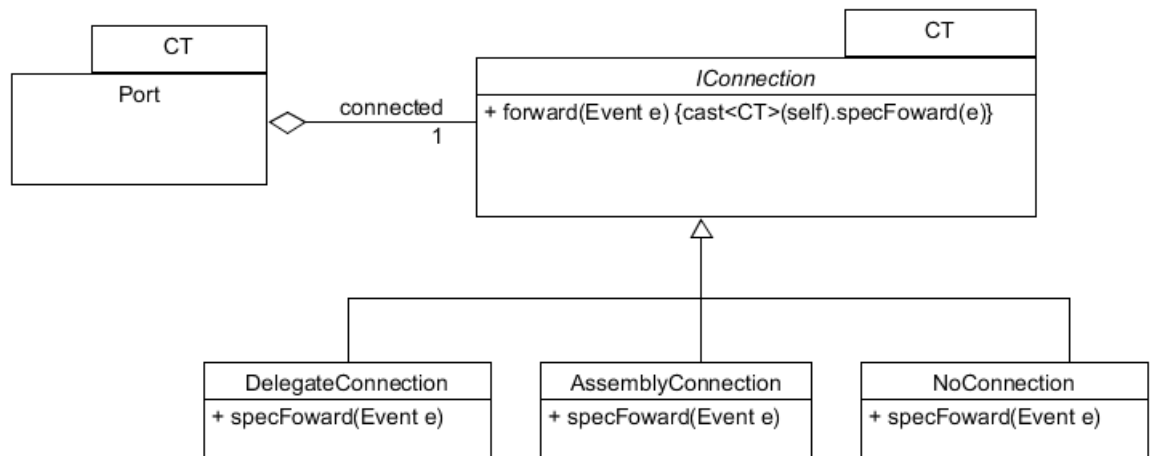 CT
Port
connected
1
CT
IConnection
+ forward(Event e) {cast<CT>(self).specFoward(e)}
DelegateConnection
+ specFoward(Event e)
AssemblyConnection
+ specFoward(Event e)
NoConnection
+ specFoward(Event e)